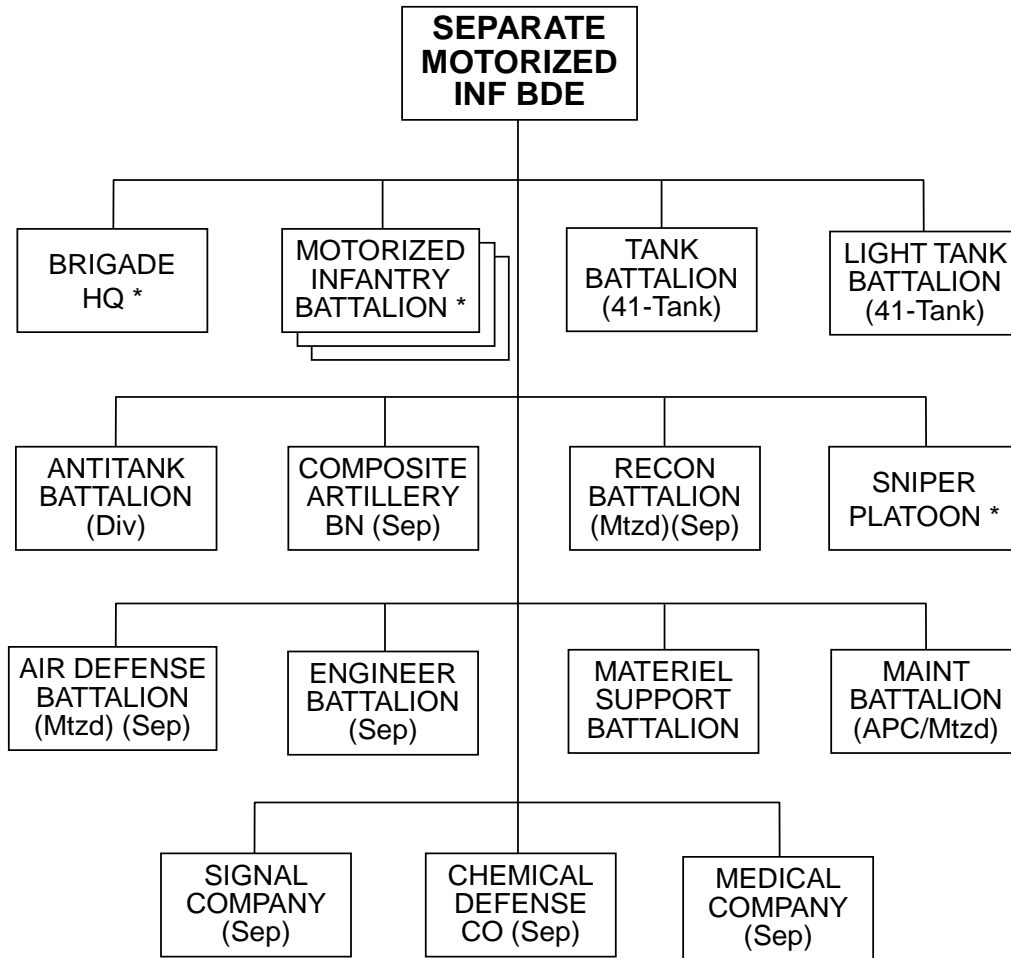 SEPARATE
MOTORIZED
INF BDE
BRIGADE
HQ *
MOTORIZED
INFANTRY
BATTALION *
TANK
BATTALION
(41-Tank)
LIGHT TANK
BATTALION
(41-Tank)
ANTITANK
BATTALION
(Div)
COMPOSITE
ARTILLERY
BN (Sep)
RECON
BATTALION
(Mtzd)(Sep)
SNIPER
PLATOON *
AIR DEFENSE
BATTALION
(Mtzd) (Sep)
ENGINEER
BATTALION
(Sep)
MATERIEL
SUPPORT
BATTALION
MAINT
BATTALION
(APC/Mtzd)
SIGNAL
COMPANY
(Sep)
CHEMICAL
DEFENSE
CO (Sep)
MEDICAL
COMPANY
(Sep)